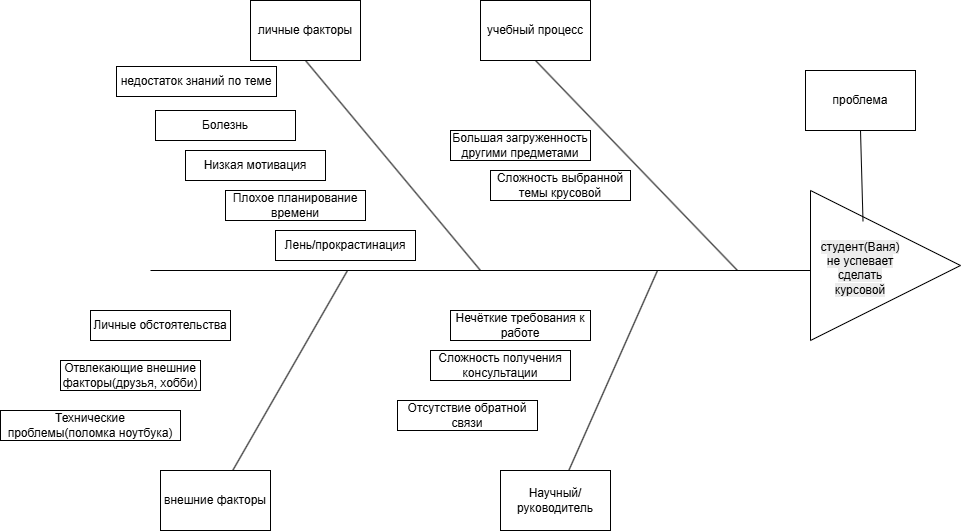 личные факторы
учебный процесс
недостаток знаний по теме
проблема
Болезнь
Большая загруженность
другими предметами
Низкая мотивация
Сложность выбранной
темы крусовой
Плохое планирование
времени
Лень/прокрастинация
студент(Ваня)
не успевает
сделать
курсовой
Личные обстоятельства
Нечёткие требования к
работе
Отвлекающие внешние
факторы(друзья, хобби)
Сложность получения
консультации
Технические
проблемы(поломка ноутбука)
Отсутствие обратной
связи
внешние факторы
Научный/
руководитель